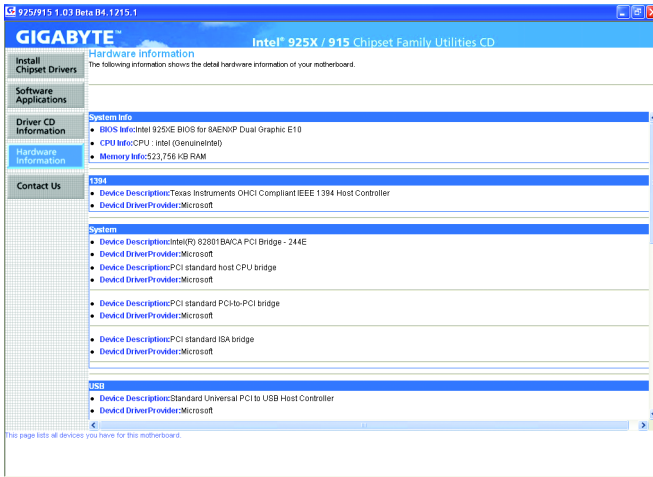 925/915 1.03 Beta B4.1215.1
GIGABYTE™
Intel® 925X / 915 Chipset Family Utilities CD
Install
Chipset Drivers
Software
Applications
Driver CD
Information
Hardware
Information
Contact Us
Hardware information
The following information shows the detail hardware information of your motherboard.
System Info
• BIOS Info:Intel 925XE BIOS for 8AENXP Dual Graphic E10
• CPU Info:CPU : intel (GenuineIntel)
• Memory Info:523,756 KB RAM
1394
• Device Description:Texas Instruments OHCI Compliant IEEE 1394 Host Controller
• Devicd DriverProvider:Microsoft
System
• Device Description:Intel(R) 82801BA/CA PCI Bridge - 244E
• Devicd DriverProvider:Microsoft
• Device Description:PCI standard host CPU bridge
• Devicd DriverProvider:Microsoft
• Device Description:PCI standard PCI-to-PCI bridge
• Devicd DriverProvider:Microsoft
• Device Description:PCI standard ISA bridge
• Devicd DriverProvider:Microsoft
USB
• Device Description:Standard Universal PCI to USB Host Controller
• Devicd DriverProvider:Microsoft
This page lists all devices you have for this motherboard.